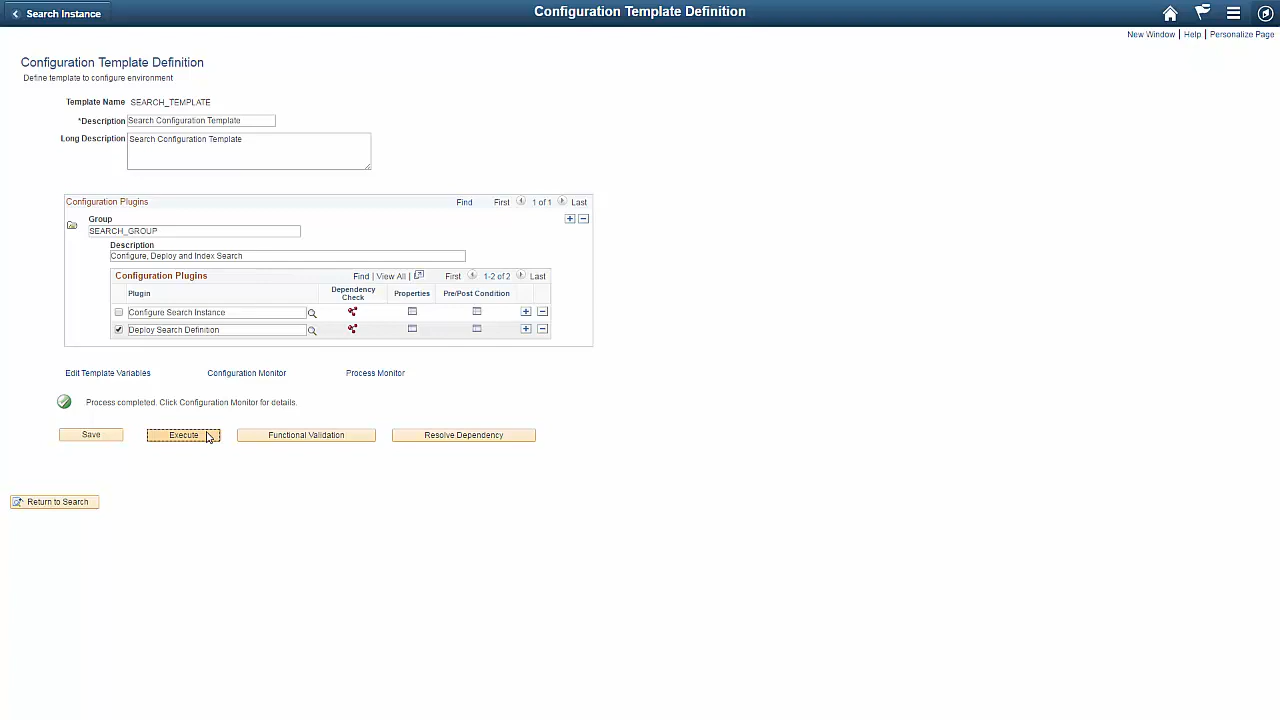 Search Instance
Configuration Template Definition
New Window | Help | Personalize Page
Configuration Template Definition
Define template to configure environment
Template Name SEARCH_TEMPLATE
*Description Search Configuration Template
Long Description Search Configuration Template
Configuration Plugins Find First 1 of 1 Last
Group
SEARCH_GROUP
Description
Configure, Deploy and Index Search
Configuration Plugins Find | View All | First 1-2 of 2 Last
Plugin Dependency Check Properties Pre/Post Condition
Configure Search Instance
Deploy Search Definition
Edit Template Variables Configuration Monitor Process Monitor
Process completed. Click Configuration Monitor for details.
Save Execute Functional Validation Resolve Dependency
Return to Search